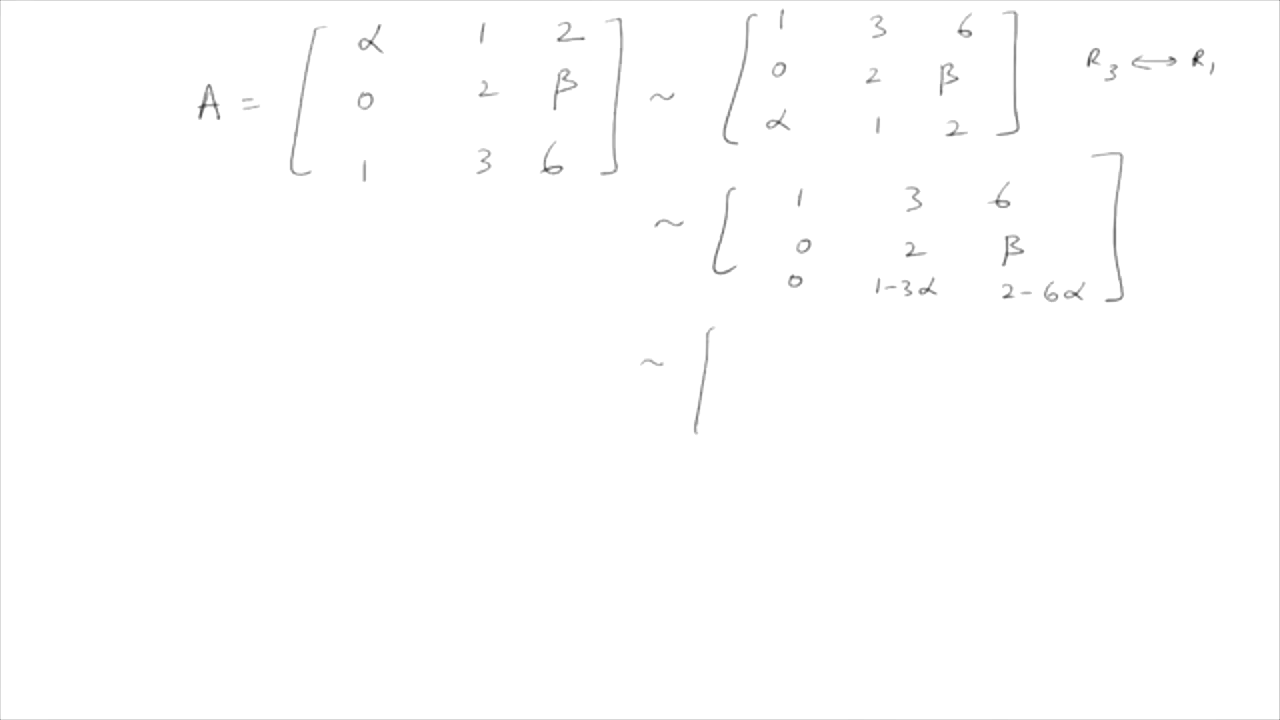 A = [ α 1 2 ] ~ [ 1 3 6 ] R₃ ↔ R₁
[ 0 2 β ] [ 0 2 β ]
[ 1 3 6 ] [ α 1 2 ]
~ [ 1 3 6 ]
[ 0 2 β ]
[ 0 1-3α 2-6α ]
~ [